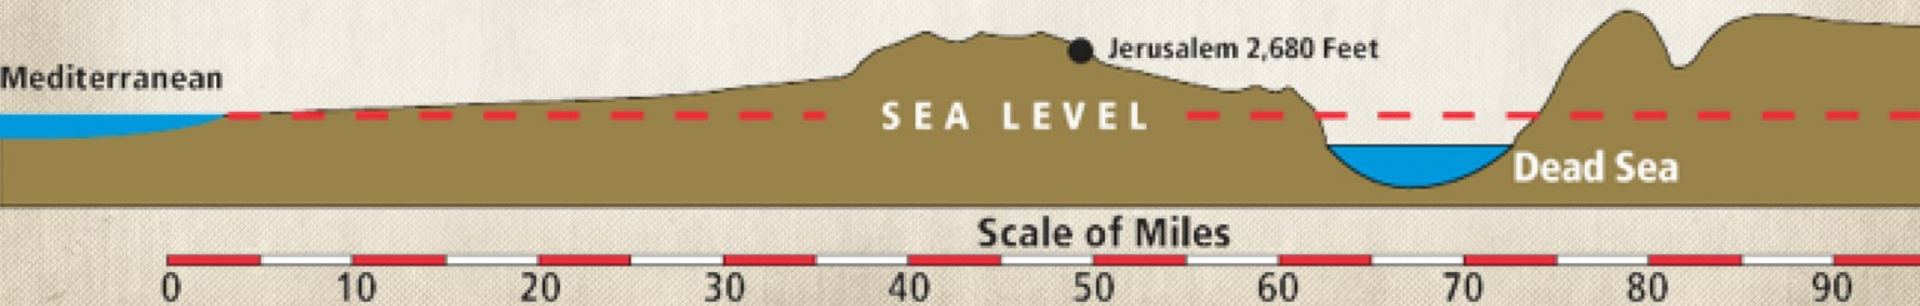 Jerusalem 2,680 Feet
Mediterranean
SEA LEVEL
Dead Sea
Scale of Miles
0 10 20 30 40 50 60 70 80 90